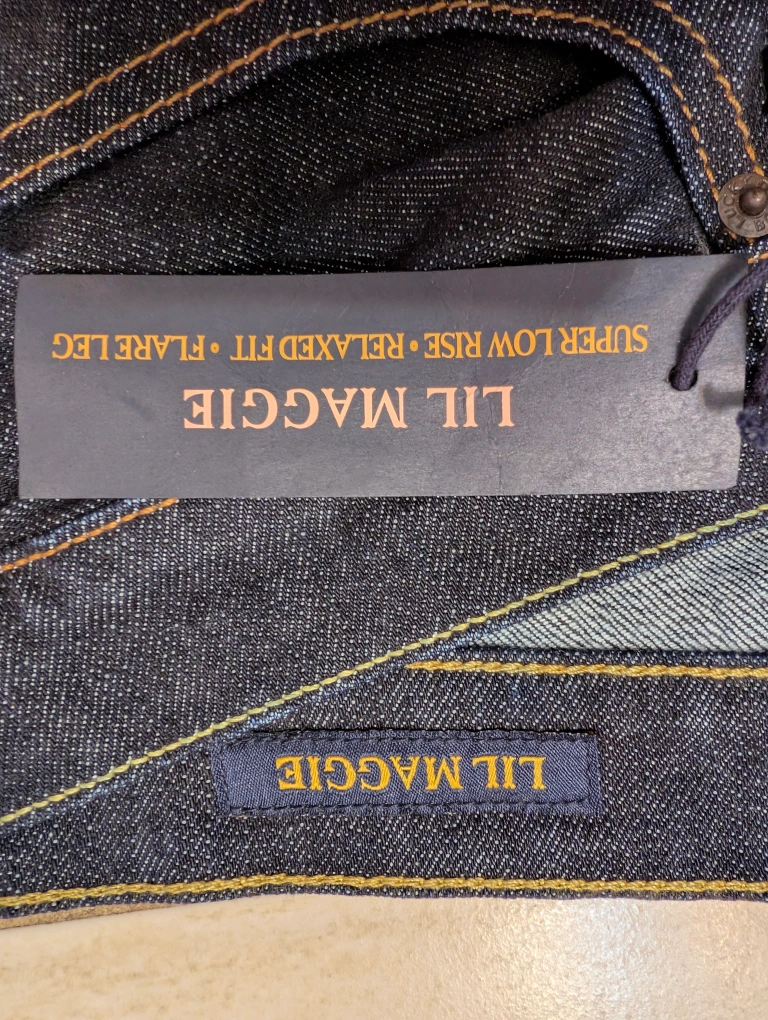 LIL MAGGIE
SUPER LOW RISE • RELAXED FIT • FLARE LEG
LIL MAGGIE